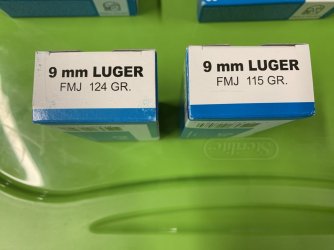 9 mm LUGER
FMJ 124 GR.
9 mm LUGER
FMJ 115 GR.
Sterilite